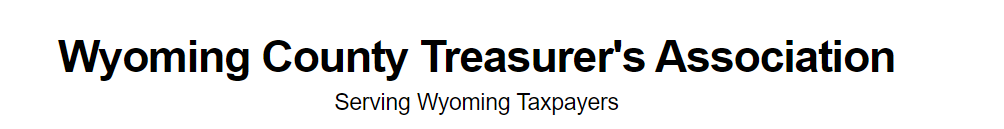 Wyoming County Treasurer's Association
Serving Wyoming Taxpayers